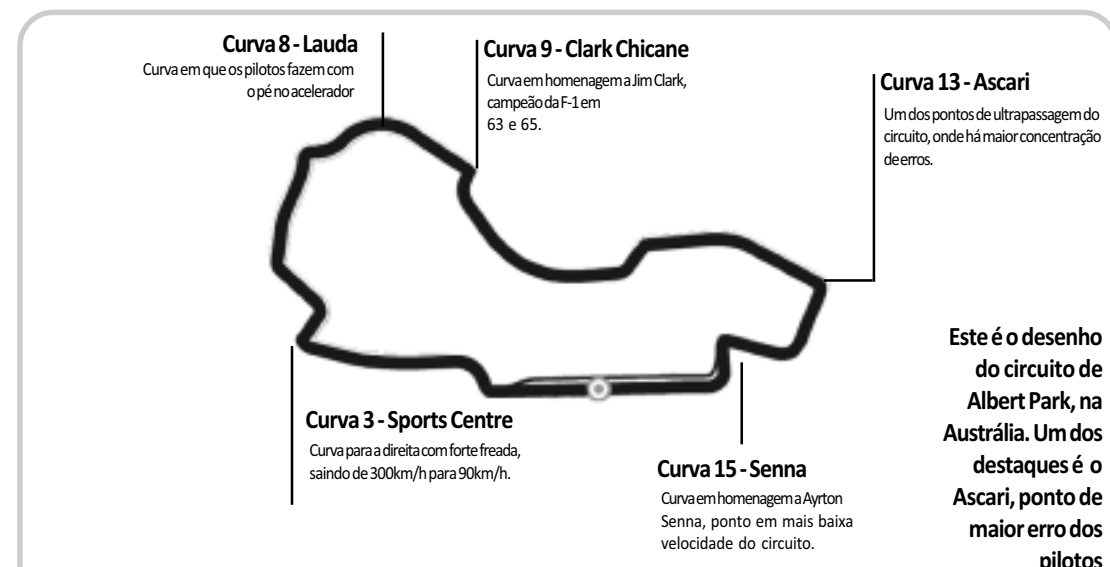 Curva 8 - Lauda
Curva em que os pilotos fazem com
o pé no acelerador
Curva 9 - Clark Chicane
Curva em homenagem a Jim Clark,
campeão da F-1 em
63 e 65.
Curva 13 - Ascari
Um dos pontos de ultrapassagem do
circuito, onde há maior concentração
de erros.
Curva 3 - Sports Centre
Curva para a direita com forte freada,
saindo de 300km/h para 90km/h.
Curva 15 - Senna
Curva em homenagem a Ayrton
Senna, ponto em mais baixa
velocidade do circuito.
Este é o desenho
do circuito de
Albert Park, na
Austrália. Um dos
destaques é o
Ascari, ponto de
maior erro dos
pilotos